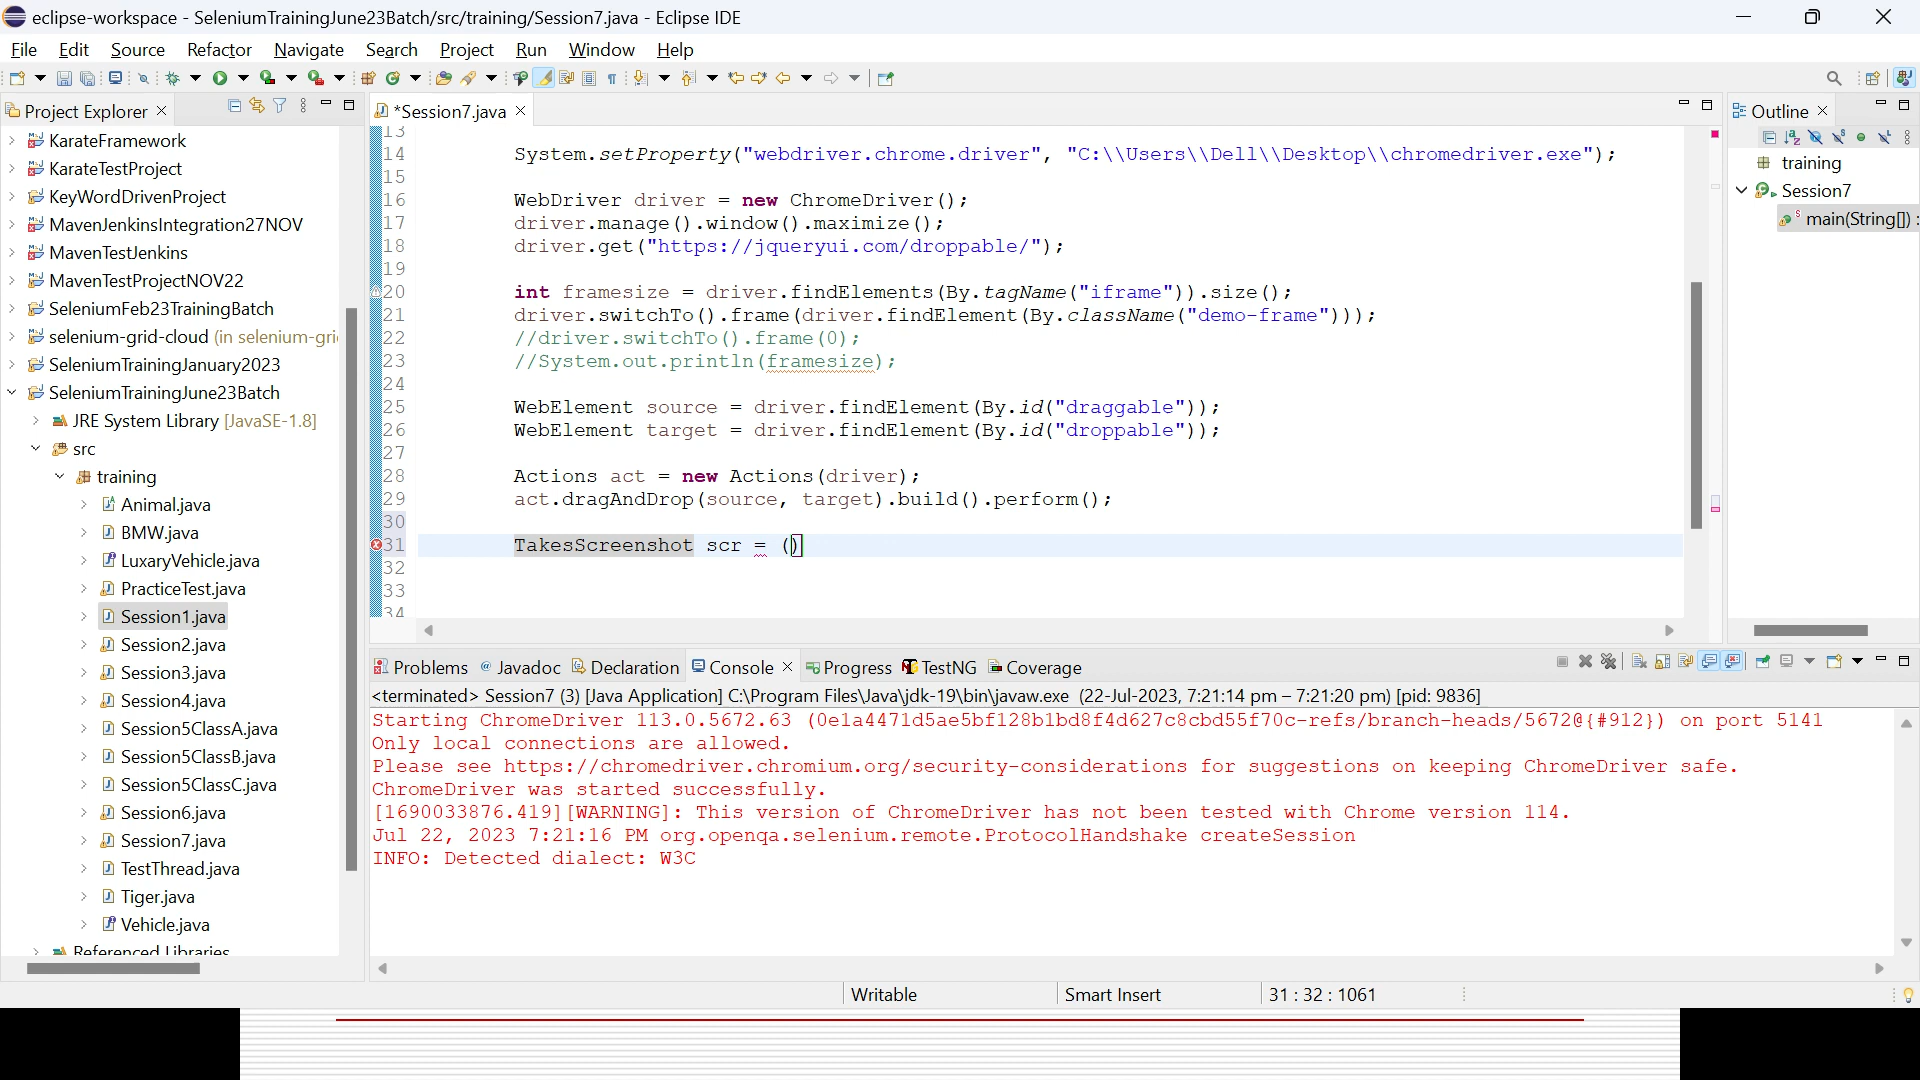 eclipse-workspace - SeleniumTrainingJune23Batch/src/training/Session7.java - Eclipse IDE
File Edit Source Refactor Navigate Search Project Run Window Help
Project Explorer
KarateFramework
KarateTestProject
KeyWordDrivenProject
MavenJenkinsIntegration27NOV
MavenTestJenkins
MavenTestProjectNOV22
SeleniumFeb23TrainingBatch
selenium-grid-cloud (in selenium-gri
SeleniumTrainingJanuary2023
SeleniumTrainingJune23Batch
JRE System Library [JavaSE-1.8]
src
training
Animal.java
BMW.java
LuxaryVehicle.java
PracticeTest.java
Session1.java
Session2.java
Session3.java
Session4.java
Session5ClassA.java
Session5ClassB.java
Session5ClassC.java
Session6.java
Session7.java
TestThread.java
Tiger.java
Vehicle.java
Referenced Libraries
*Session7.java
13
14 System.setProperty("webdriver.chrome.driver", "C:\\Users\\Dell\\Desktop\\chromedriver.exe");
15
16 WebDriver driver = new ChromeDriver();
17 driver.manage().window().maximize();
18 driver.get("https://jqueryui.com/droppable/");
19
20 int framesize = driver.findElements(By.tagName("iframe")).size();
21 driver.switchTo().frame(driver.findElement(By.className("demo-frame")));
22 //driver.switchTo().frame(0);
23 //System.out.println(framesize);
24
25 WebElement source = driver.findElement(By.id("draggable"));
26 WebElement target = driver.findElement(By.id("droppable"));
27
28 Actions act = new Actions(driver);
29 act.dragAndDrop(source, target).build().perform();
30
31 TakesScreenshot scr = ()
32
33
34
Outline
training
Session7
main(String[]) :
Problems Javadoc Declaration Console Progress TestNG Coverage
<terminated> Session7 (3) [Java Application] C:\Program Files\Java\jdk-19\bin\javaw.exe (22-Jul-2023, 7:21:14 pm – 7:21:20 pm) [pid: 9836]
Starting ChromeDriver 113.0.5672.63 (0e1a4471d5ae5bf128b1bd8f4d627c8cbd55f70c-refs/branch-heads/5672@{#912}) on port 5141
Only local connections are allowed.
Please see https://chromedriver.chromium.org/security-considerations for suggestions on keeping ChromeDriver safe.
ChromeDriver was started successfully.
[1690033876.419][WARNING]: This version of ChromeDriver has not been tested with Chrome version 114.
Jul 22, 2023 7:21:16 PM org.openqa.selenium.remote.ProtocolHandshake createSession
INFO: Detected dialect: W3C
Writable Smart Insert 31 : 32 : 1061